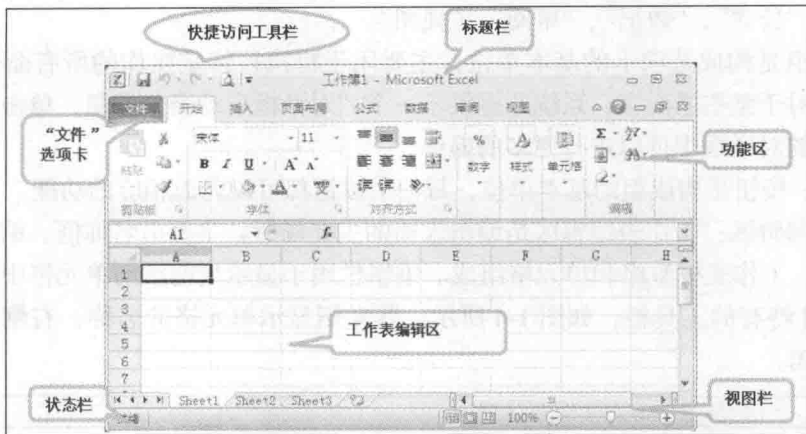 快捷访问工具栏
标题栏
工作簿1 - Microsoft Excel
文件 开始 插入 页面布局 公式 数据 审阅 视图
“文件”
选项卡
功能区
宋体 11
B I U A A
% 数字 样式 单元格
Σ
粘贴
剪贴板 字体 对齐方式 编辑
A1 fx
A B C D E F G H
1
2
3
4
5
6
7
工作表编辑区
状态栏
视图栏
Sheet1 Sheet2 Sheet3
就绪 100%